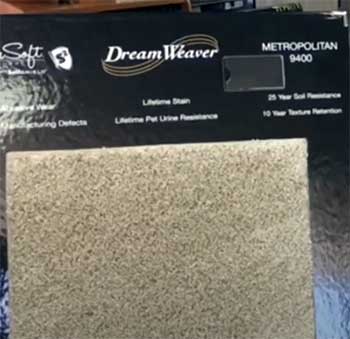 Soft
DreamWeaver
METROPOLITAN
9400
Wear
Lifetime Stain
25 Year Soil Resistance
Manufacturing Defects
Lifetime Pet Urine Resistance
10 Year Texture Retention